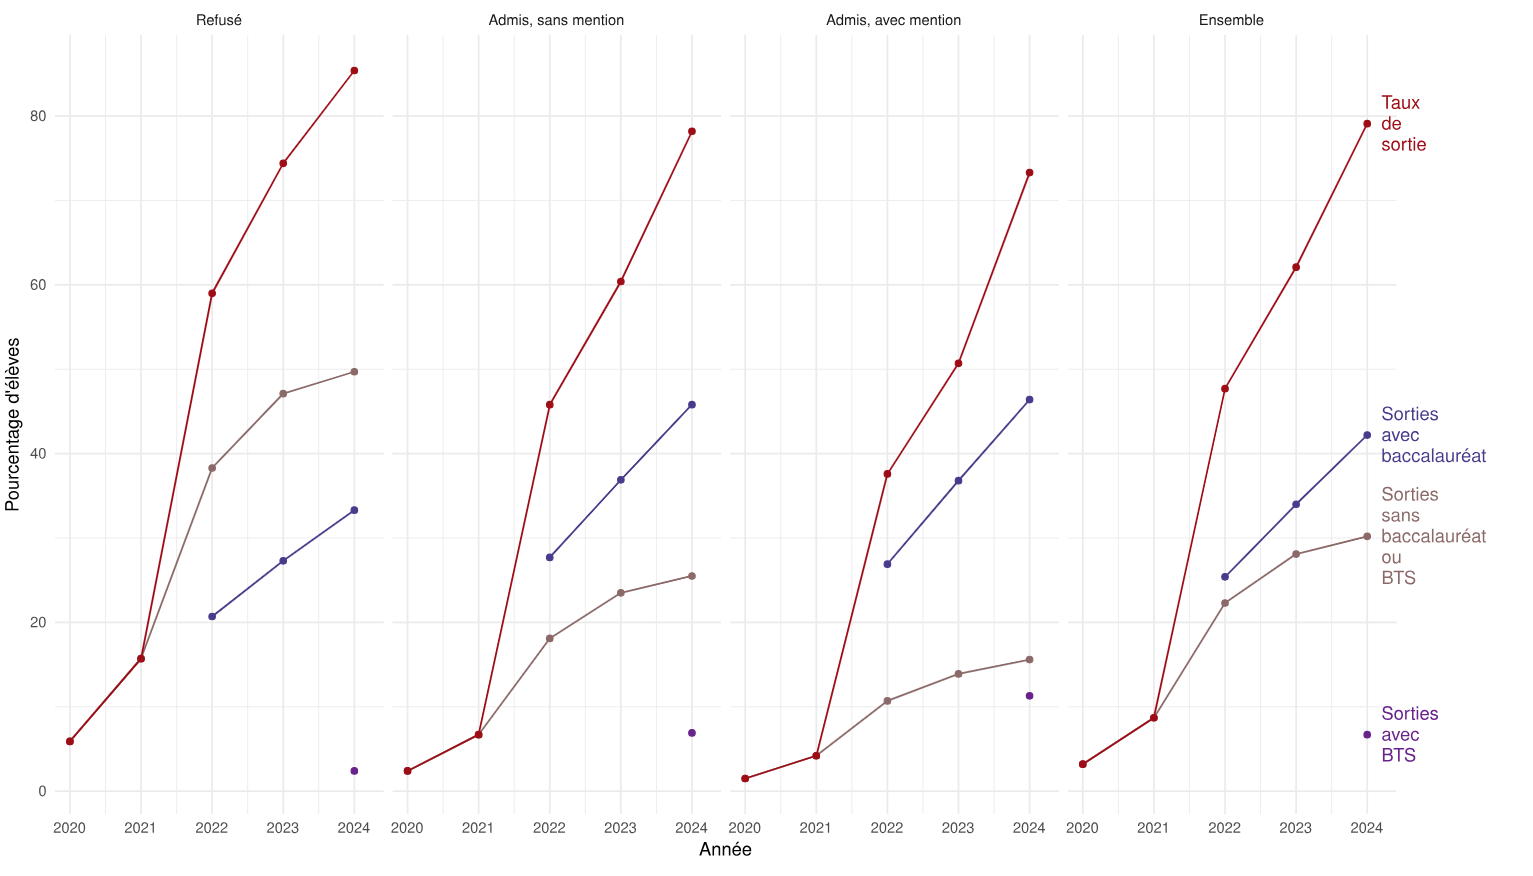 Refusé
Admis, sans mention
Admis, avec mention
Ensemble
80
60
40
20
0
Pourcentage d'élèves
Taux
de
sortie
Sorties
avec
baccalauréat
Sorties
sans
baccalauréat
ou
BTS
Sorties
avec
BTS
2020 2021 2022 2023 2024
2020 2021 2022 2023 2024
2020 2021 2022 2023 2024
2020 2021 2022 2023 2024
Année